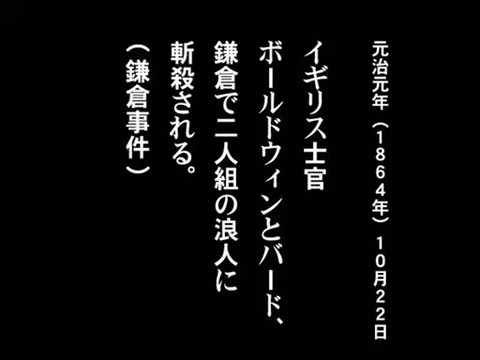 元治元年（1864年）10月22日
イギリス士官
ボールドウィンとバード、
鎌倉で二人組の浪人に
斬殺される。
（鎌倉事件）